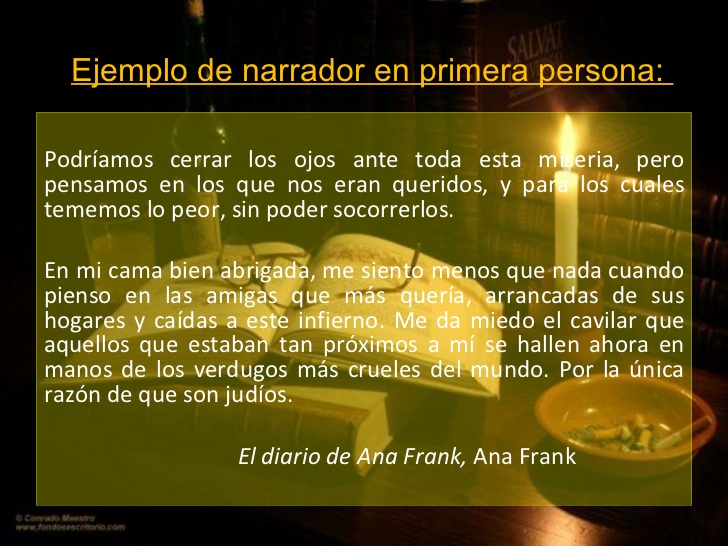 SALVAT
Ejemplo de narrador en primera persona:
Podríamos cerrar los ojos ante toda esta miseria, pero
pensamos en los que nos eran queridos, y para los cuales
tememos lo peor, sin poder socorrerlos.
En mi cama bien abrigada, me siento menos que nada cuando
pienso en las amigas que más quería, arrancadas de sus
hogares y caídas a este infierno. Me da miedo el cavilar que
aquellos que estaban tan próximos a mí se hallen ahora en
manos de los verdugos más crueles del mundo. Por la única
razón de que son judíos.
El diario de Ana Frank, Ana Frank
© Conrado Maestro
www.fondosescritorio.com